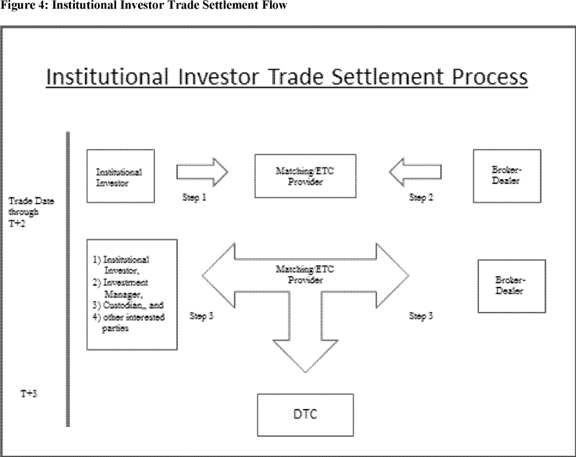 Figure 4: Institutional Investor Trade Settlement Flow
Institutional Investor Trade Settlement Process
Trade Date
through
T+2
Institutional
Investor
Step 1
Matching/ETC
Provider
Step 2
Broker-
Dealer
1) Institutional
Investor,
2) Investment
Manager,
3) Custodian,, and
4) other interested
parties
Step 3
Matching/ETC
Provider
Step 3
Broker-
Dealer
T+3
DTC